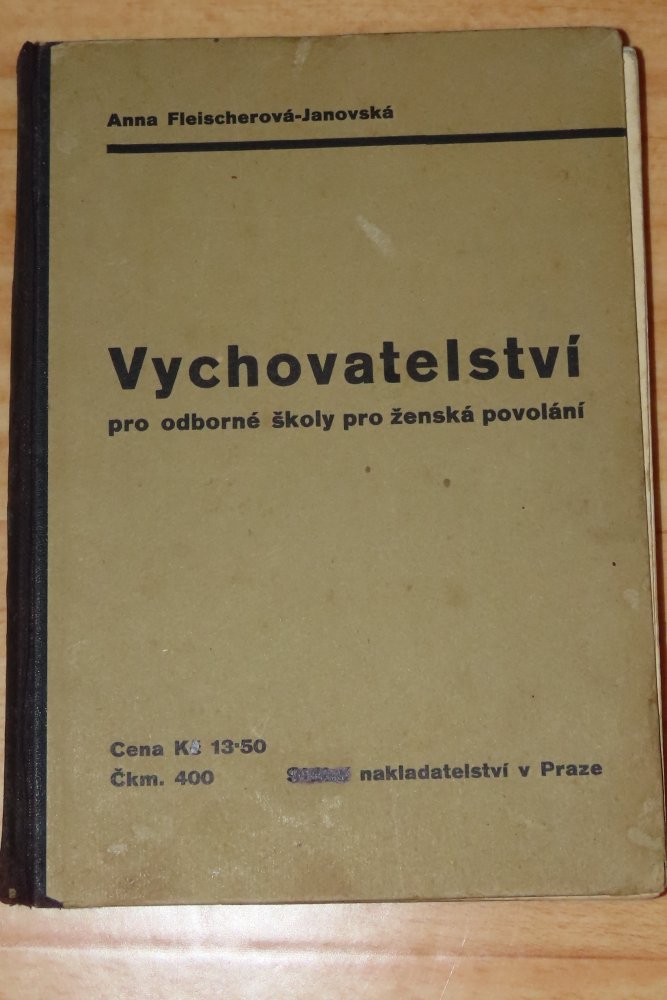 Anna Fleischerová-Janovská
Vychovatelství
pro odborné školy pro ženská povolání
Cena K 13·50
Čkm. 400
nakladatelství v Praze